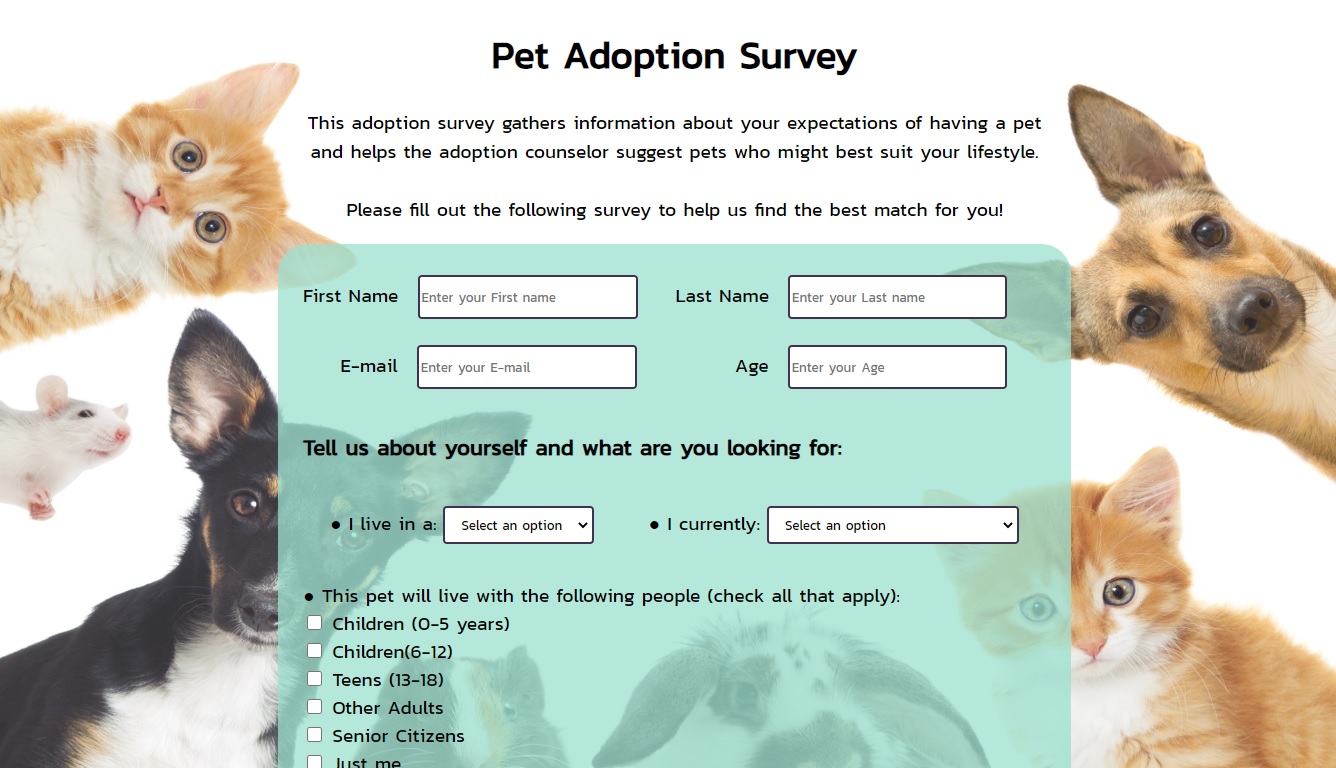 Pet Adoption Survey
This adoption survey gathers information about your expectations of having a pet
and helps the adoption counselor suggest pets who might best suit your lifestyle.
Please fill out the following survey to help us find the best match for you!
First Name Enter your First name Last Name Enter your Last name
E-mail Enter your E-mail Age Enter your Age
Tell us about yourself and what are you looking for:
● I live in a: Select an option ● I currently: Select an option
● This pet will live with the following people (check all that apply):
Children (0-5 years)
Children(6-12)
Teens (13-18)
Other Adults
Senior Citizens
Just me